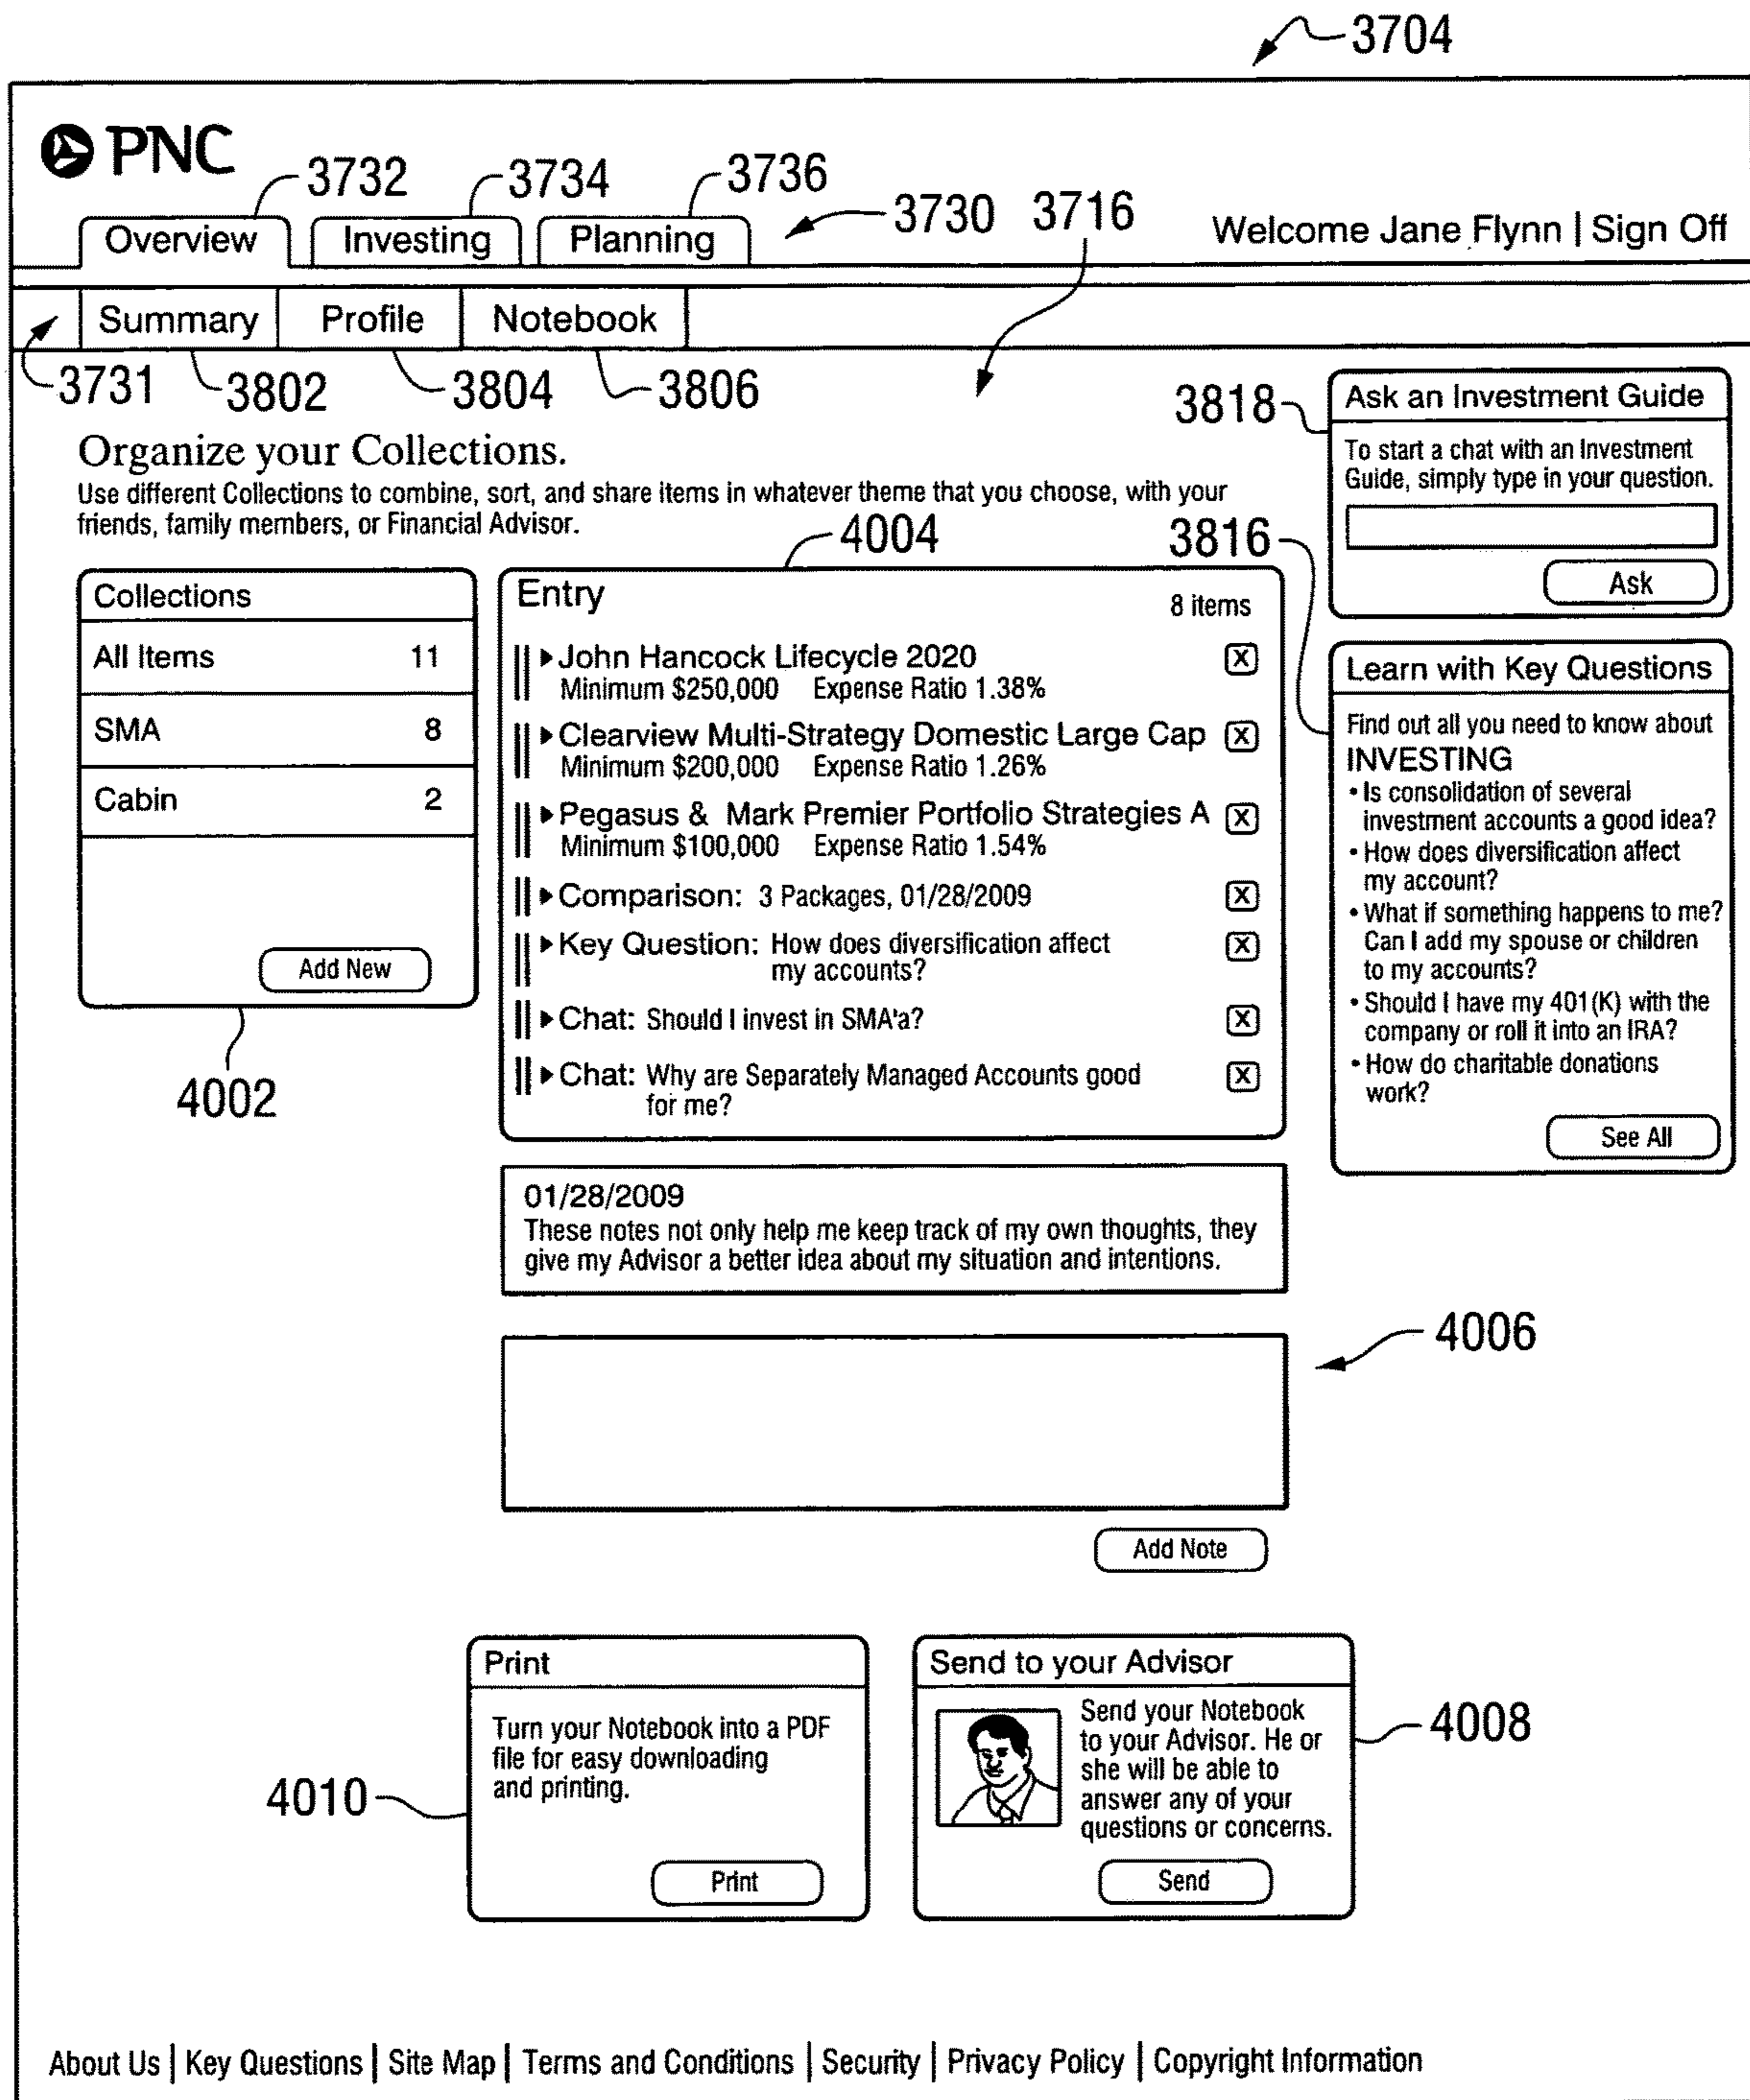 3704
PNC
3732
3734
3736
3730
3716
Overview
Investing
Planning
Welcome Jane Flynn | Sign Off
Summary
Profile
Notebook
3731
3802
3804
3806
Organize your Collections.
Use different Collections to combine, sort, and share items in whatever theme that you choose, with your
friends, family members, or Financial Advisor.
3818
Ask an Investment Guide
To start a chat with an Investment
Guide, simply type in your question.
Ask
4004
3816
Collections
All Items 11
SMA 8
Cabin 2
Add New
4002
Entry
8 items
John Hancock Lifecycle 2020 X
Minimum $250,000 Expense Ratio 1.38%
Clearview Multi-Strategy Domestic Large Cap X
Minimum $200,000 Expense Ratio 1.26%
Pegasus & Mark Premier Portfolio Strategies A X
Minimum $100,000 Expense Ratio 1.54%
Comparison: 3 Packages, 01/28/2009 X
Key Question: How does diversification affect X
my accounts?
Chat: Should I invest in SMA'a? X
Chat: Why are Separately Managed Accounts good X
for me?
Learn with Key Questions
Find out all you need to know about
INVESTING
• Is consolidation of several
investment accounts a good idea?
• How does diversification affect
my account?
• What if something happens to me?
Can I add my spouse or children
to my accounts?
• Should I have my 401(K) with the
company or roll it into an IRA?
• How do charitable donations
work?
See All
01/28/2009
These notes not only help me keep track of my own thoughts, they
give my Advisor a better idea about my situation and intentions.
4006
Add Note
Print
Turn your Notebook into a PDF
file for easy downloading
and printing.
Print
4010
Send to your Advisor
Send your Notebook
to your Advisor. He or
she will be able to
answer any of your
questions or concerns.
Send
4008
About Us | Key Questions | Site Map | Terms and Conditions | Security | Privacy Policy | Copyright Information